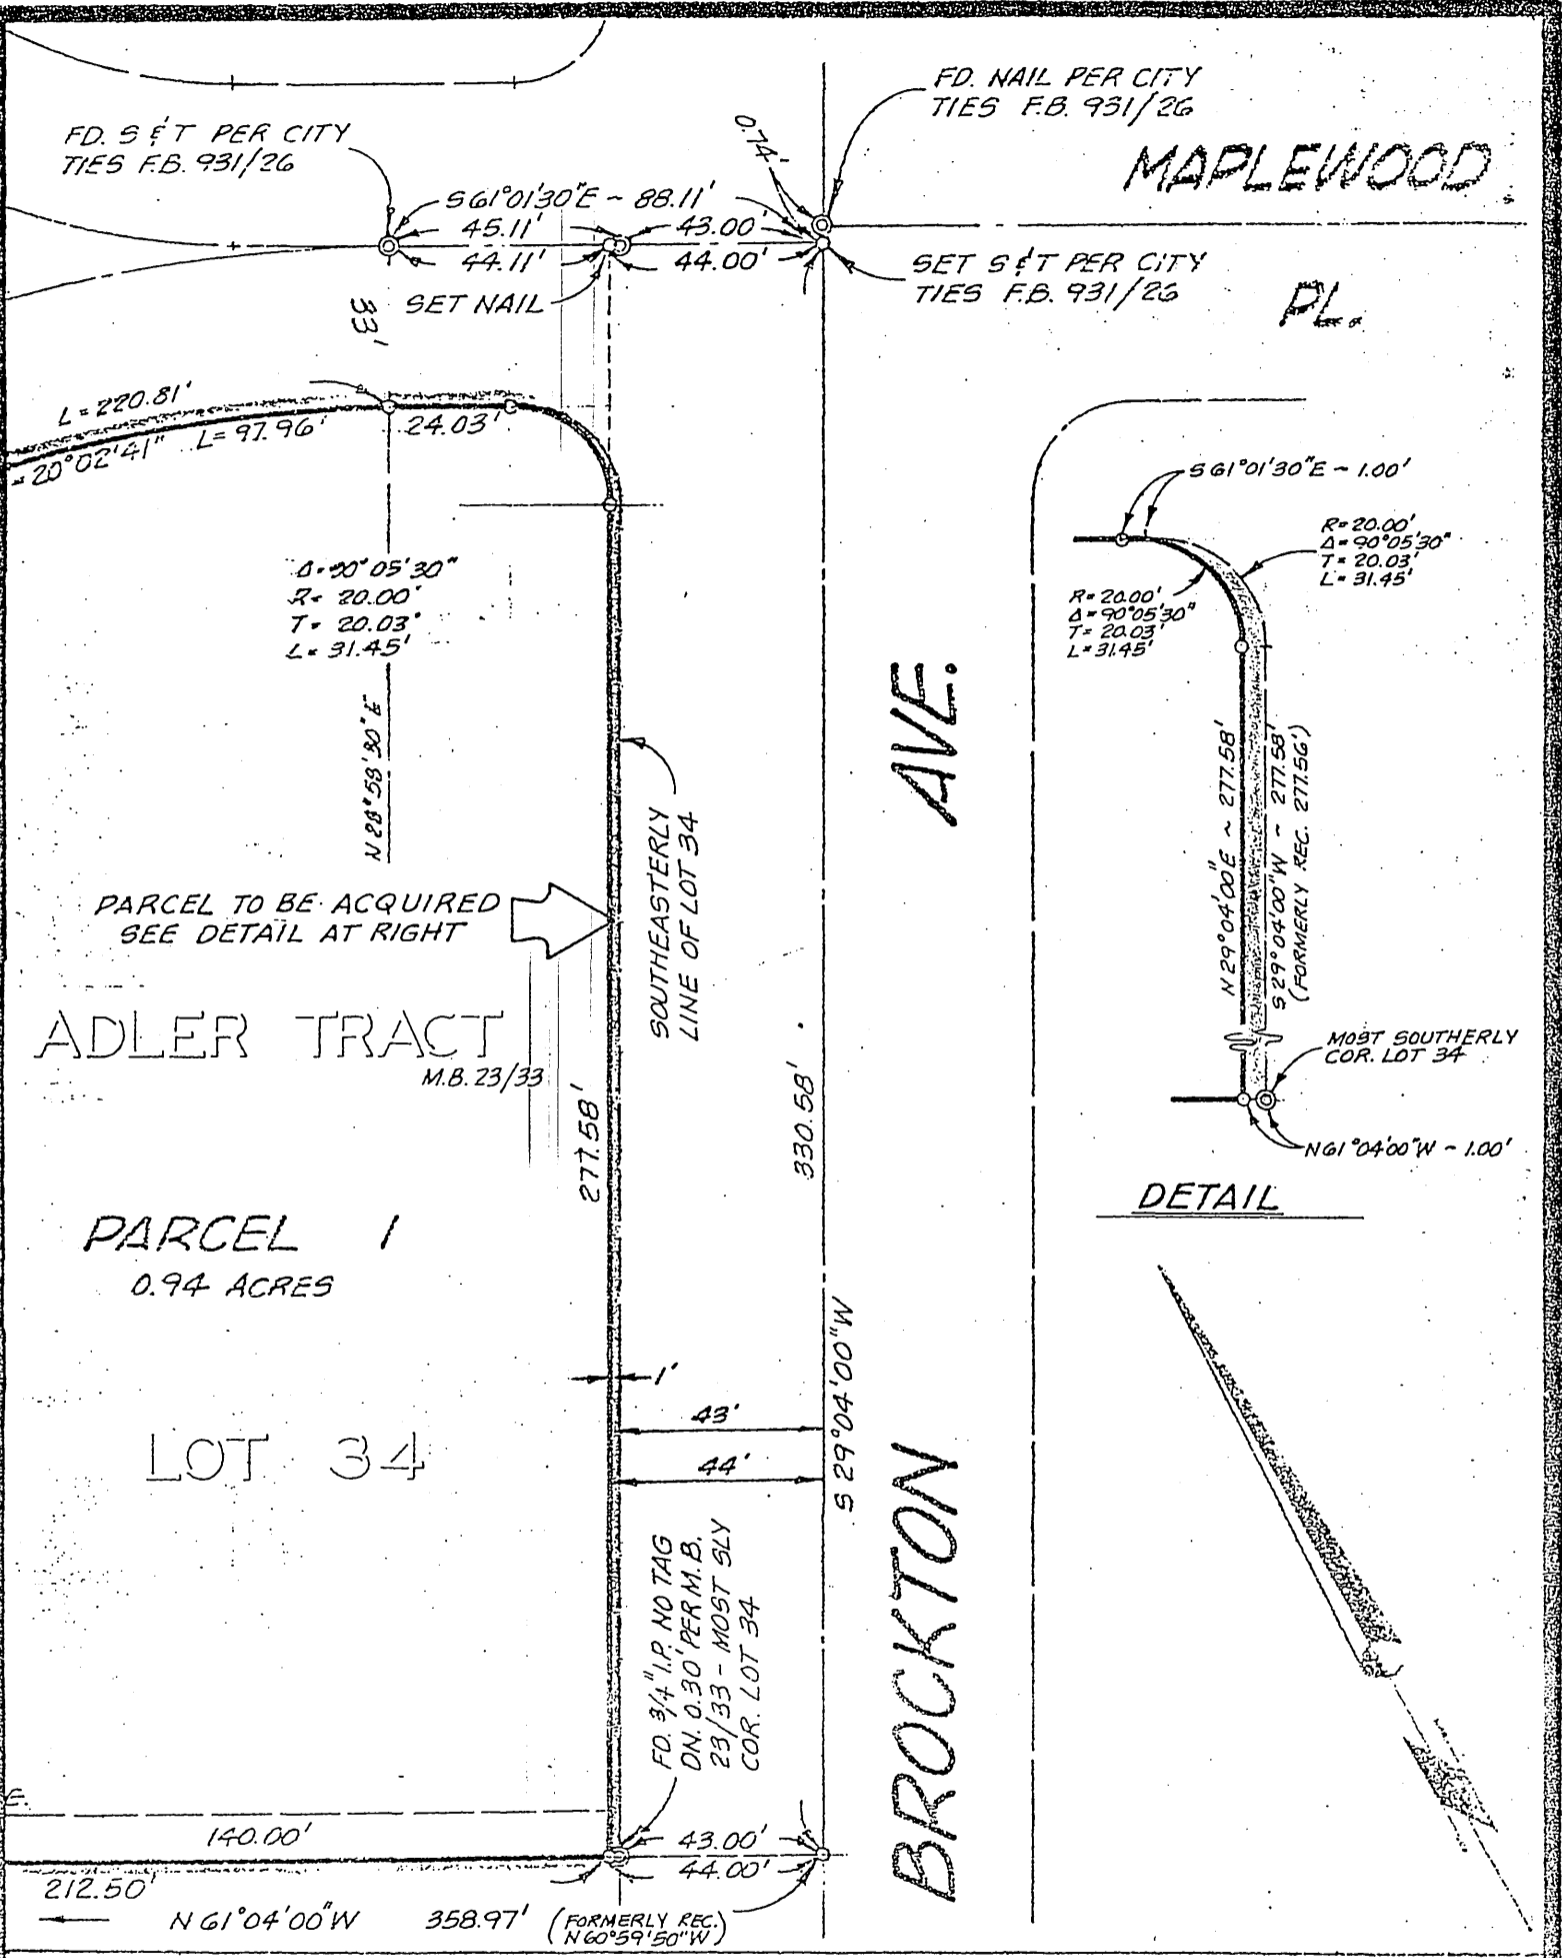 FD. NAIL PER CITY
TIES F.B. 931/26
FD. S & T PER CITY
TIES F.B. 931/26
0.74'
MAPLEWOOD
S 61°01'30"E ~ 88.11'
45.11'
43.00'
44.11'
44.00'
SET NAIL
SET S & T PER CITY
TIES F.B. 931/26
PL.
33'
L = 220.81'
L = 97.96'
24.03'
= 20°02'41"
S 61°01'30"E ~ 1.00'
R= 20.00'
Δ= 90°05'30"
T= 20.03'
L= 31.45'
Δ= 90°05'30"
R= 20.00'
T= 20.03'
L= 31.45'
R= 20.00'
Δ= 90°05'30"
T= 20.03'
L= 31.45'
N 28°58'30" E
AVE.
N 29°04'00"E ~ 277.58'
S 29°04'00"W ~ 277.58'
(FORMERLY REC. 277.56')
SOUTHEASTERLY
LINE OF LOT 34
PARCEL TO BE ACQUIRED
SEE DETAIL AT RIGHT
ADLER TRACT
M.B. 23/33
MOST SOUTHERLY
COR. LOT 34
277.58'
330.58'
N 61°04'00"W ~ 1.00'
DETAIL
PARCEL 1
0.94 ACRES
1'
43'
44'
S 29°04'00"W
LOT 34
BROCKTON
FD. 3/4" I.P. NO TAG
DN. 0.30' PER M.B.
23/33 - MOST SLY
COR. LOT 34
E.
140.00'
43.00'
44.00'
212.50'
N 61°04'00"W 358.97' (FORMERLY REC.)
N 60°59'50"W)